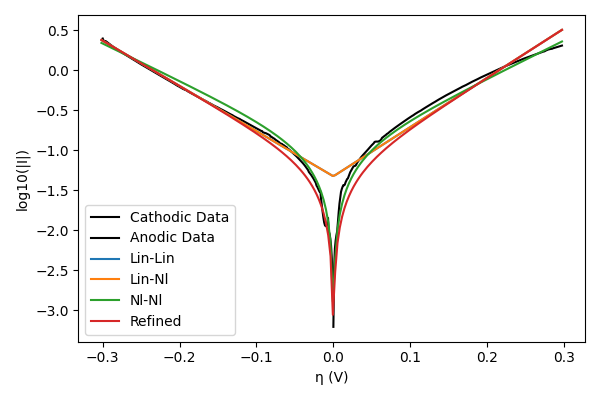 log10(|I|)
0.5
0.0
−0.5
−1.0
−1.5
−2.0
−2.5
−3.0
Cathodic Data
Anodic Data
Lin-Lin
Lin-Nl
Nl-Nl
Refined
−0.3 −0.2 −0.1 0.0 0.1 0.2 0.3
η (V)